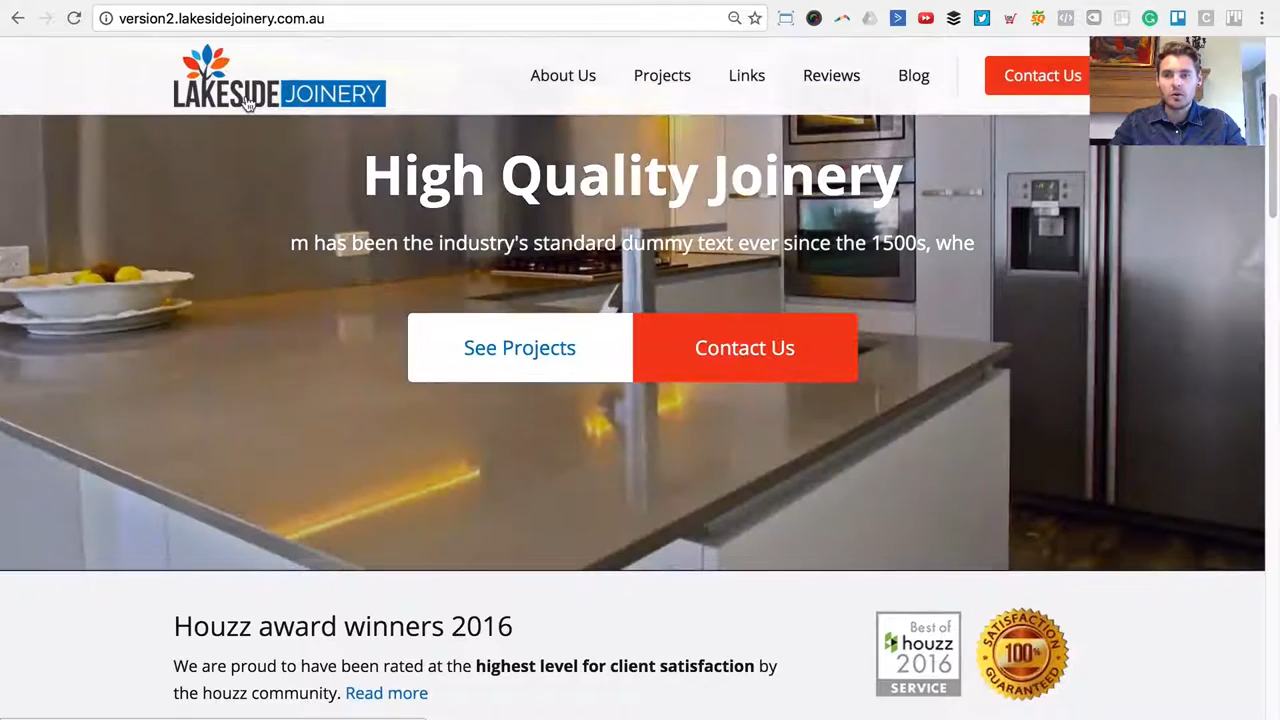 version2.lakesidejoinery.com.au
LAKESIDE JOINERY
About Us
Projects
Links
Reviews
Blog
Contact Us
High Quality Joinery
m has been the industry's standard dummy text ever since the 1500s, whe
See Projects
Contact Us
Houzz award winners 2016
We are proud to have been rated at the highest level for client satisfaction by
the houzz community. Read more
Best of
houzz
2016
SERVICE
SATISFACTION
100%
GUARANTEED